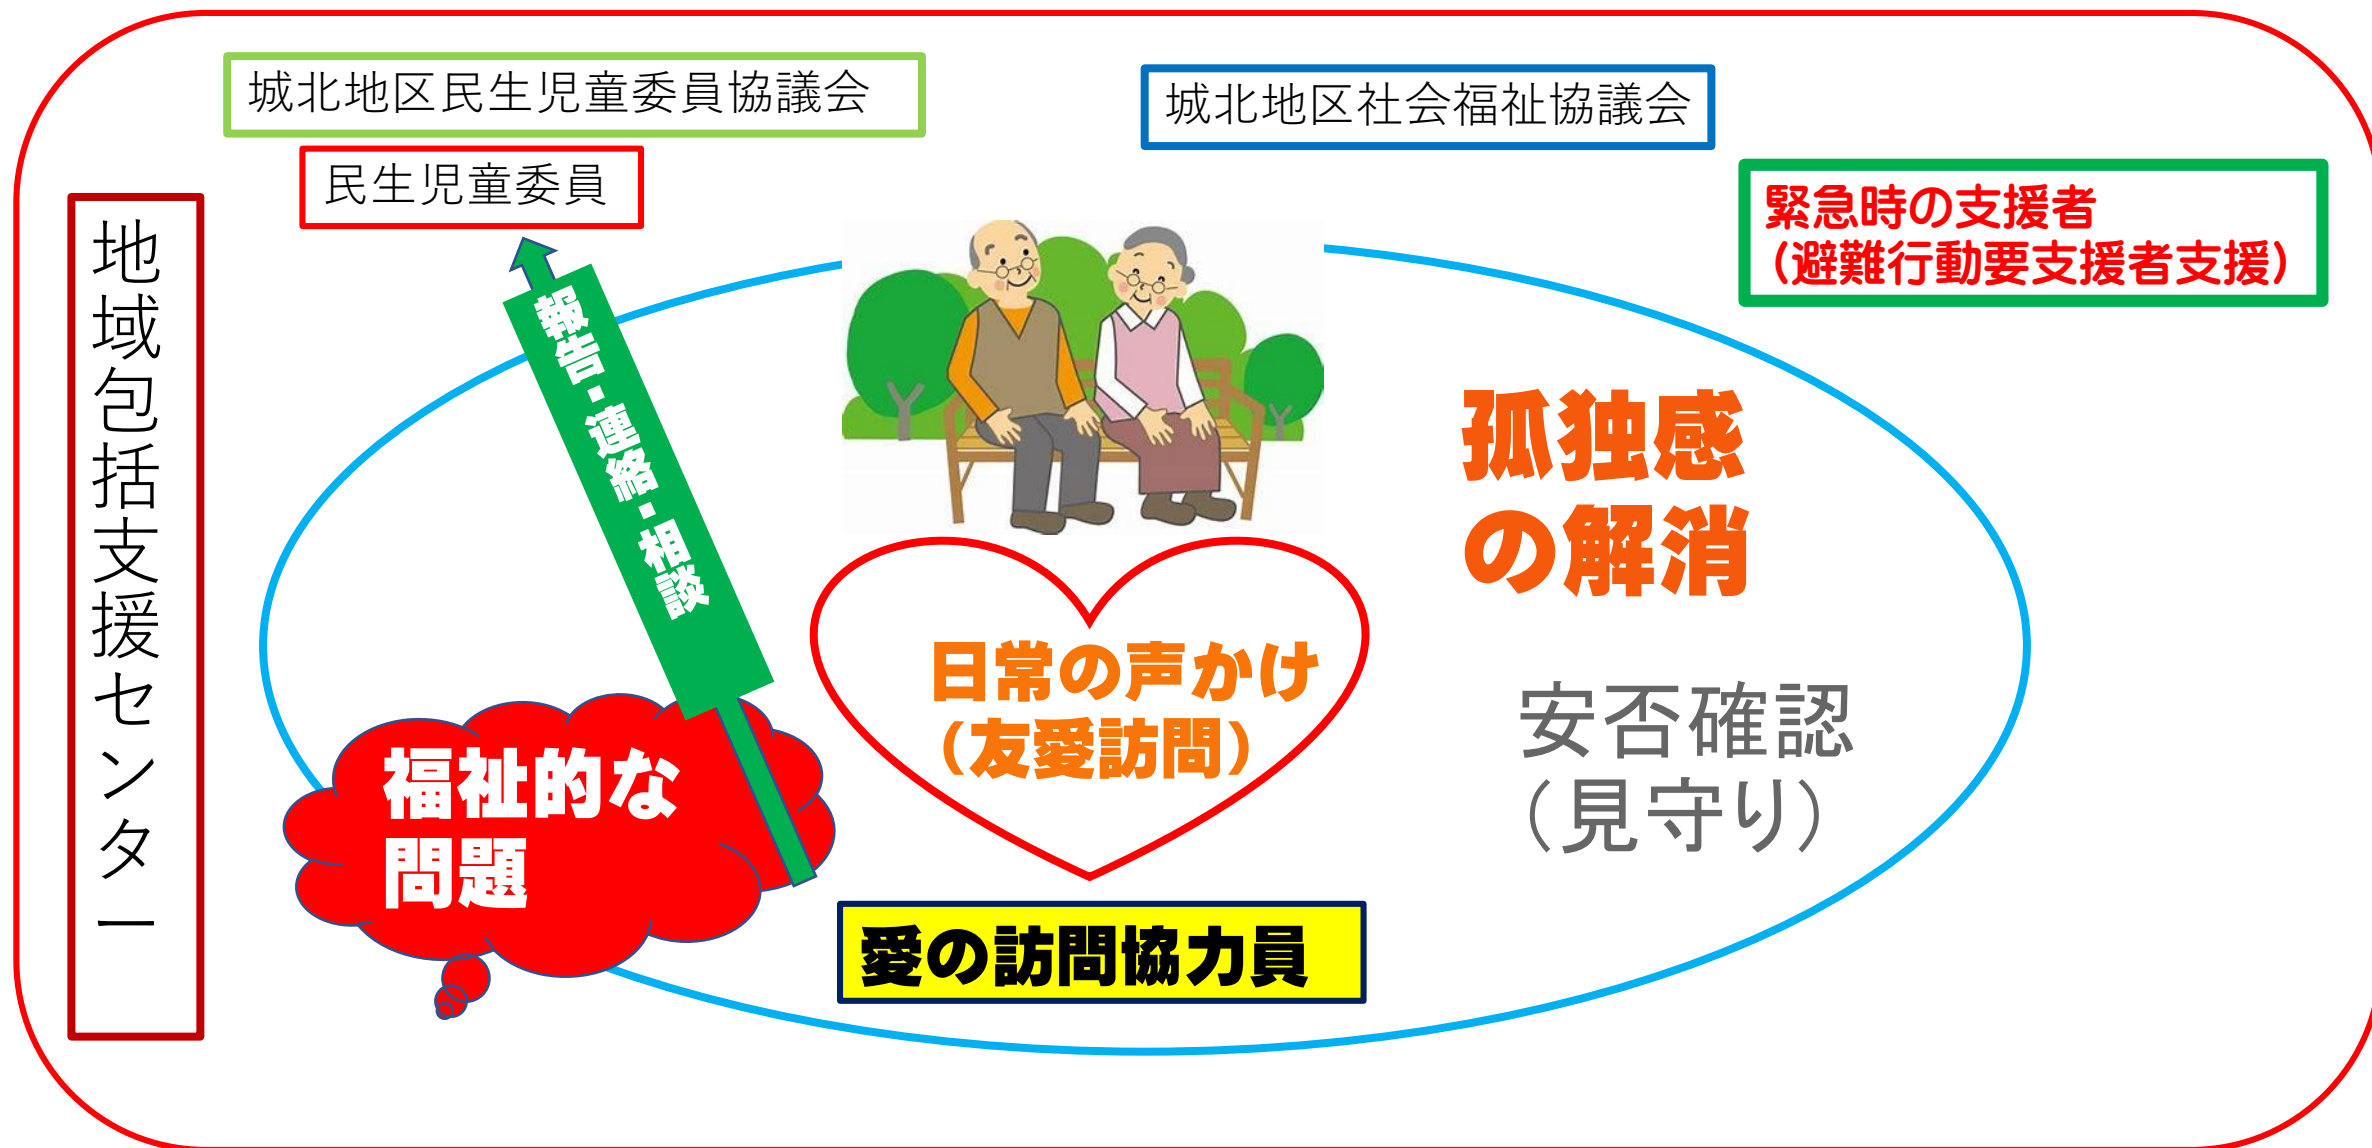 城北地区民生児童委員協議会
城北地区社会福祉協議会
民生児童委員
緊急時の支援者
（避難行動要支援者支援）
地域包括支援センター
報告・連絡・相談
孤独感
の解消
日常の声かけ
（友愛訪問）
安否確認
（見守り）
福祉的な
問題
愛の訪問協力員